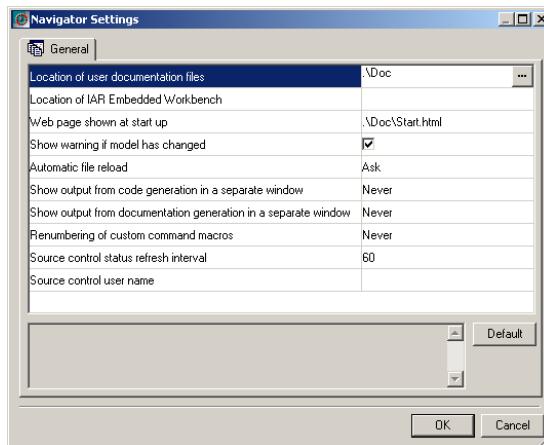 Navigator Settings
General
Location of user documentation files .\Doc ...
Location of IAR Embedded Workbench
Web page shown at start up .\Doc\Start.html
Show warning if model has changed
Automatic file reload Ask
Show output from code generation in a separate window Never
Show output from documentation generation in a separate window Never
Renumbering of custom command macros Never
Source control status refresh interval 60
Source control user name
Default
OK Cancel